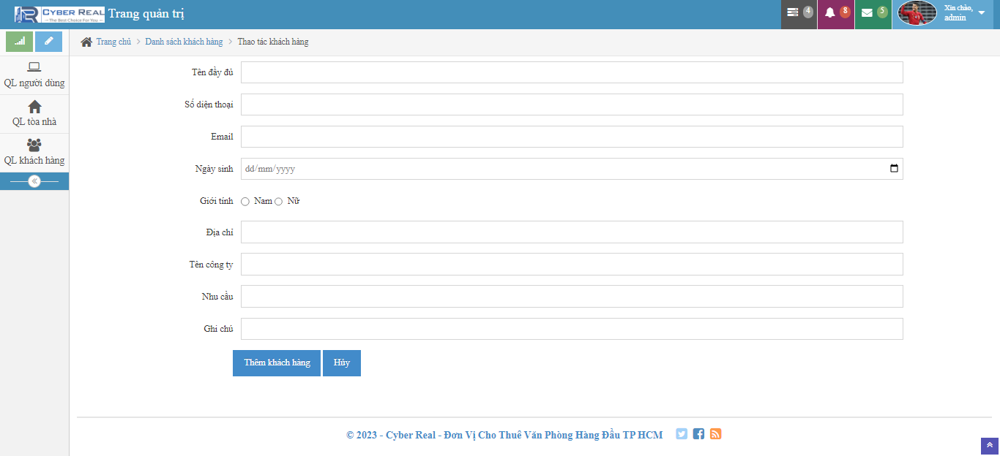 CYBER REAL
The Best Choice For You
Trang quản trị
4
8
5
Xin chào,
admin
Trang chủ
Danh sách khách hàng
Thao tác khách hàng
QL người dùng
QL tòa nhà
QL khách hàng
Tên đầy đủ
Số điện thoại
Email
Ngày sinh
dd/mm/yyyy
Giới tính
Nam
Nữ
Địa chỉ
Tên công ty
Nhu cầu
Ghi chú
Thêm khách hàng
Hủy
© 2023 - Cyber Real - Đơn Vị Cho Thuê Văn Phòng Hàng Đầu TP HCM